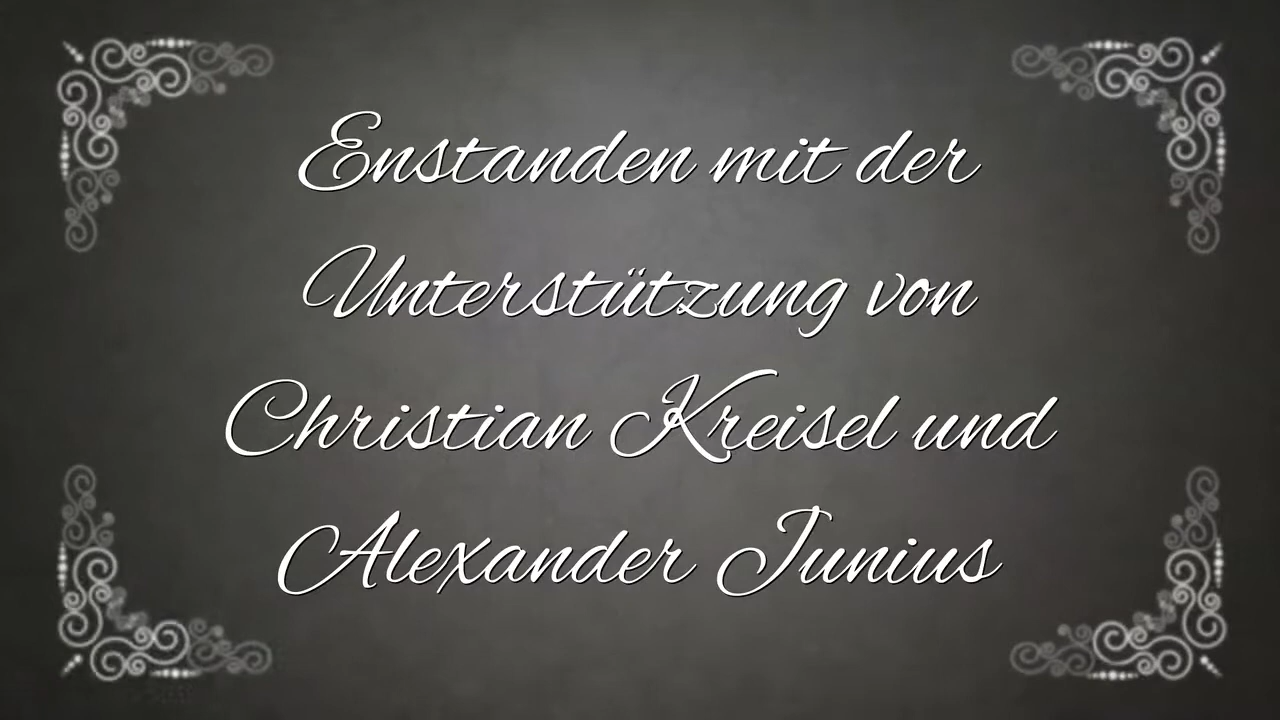 Enstanden mit der
Unterstützung von
Christian Kreisel und
Alexander Junius